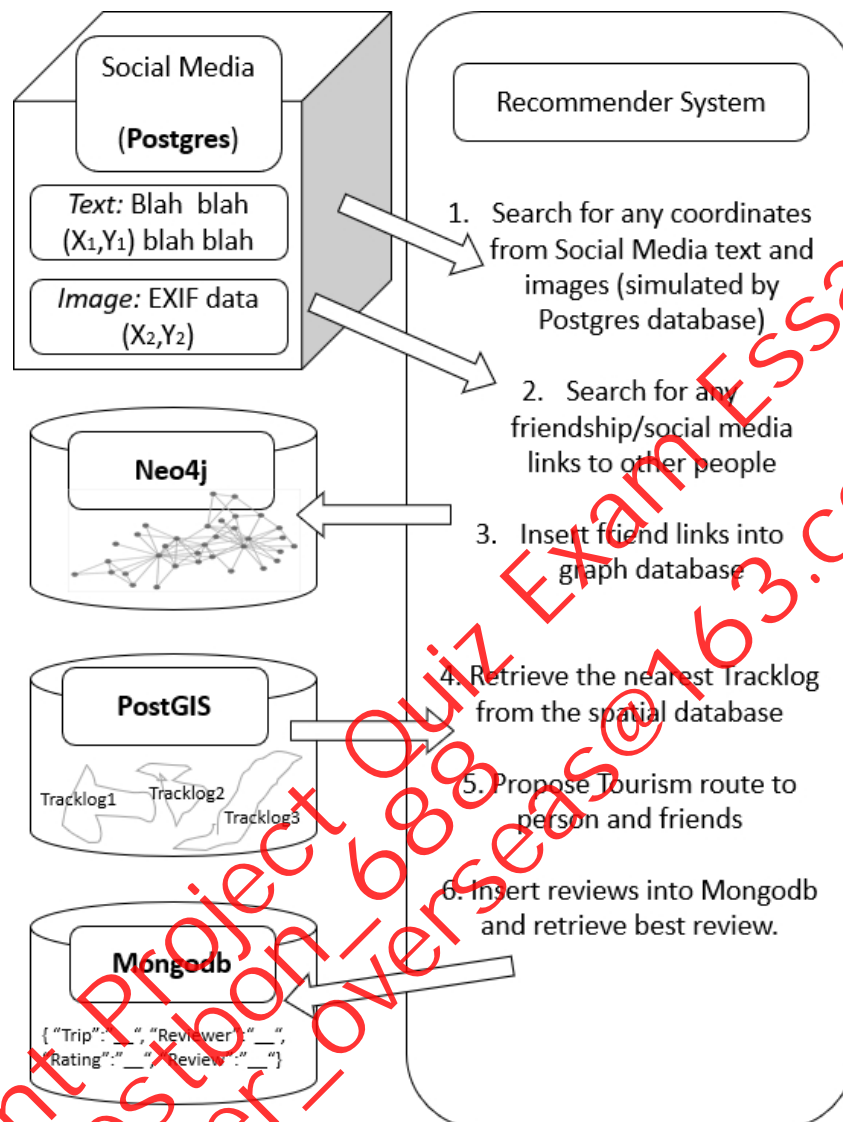 Social Media
(Postgres)
Text: Blah blah
(X1,Y1) blah blah
Image: EXIF data
(X2,Y2)
Neo4j
PostGIS
Tracklog1
Tracklog2
Tracklog3
Mongodb
{ “Trip”:”__“, “Reviewer”:“__“,
“Rating”:”__“, “Review”:”__“}
Recommender System
1. Search for any coordinates
from Social Media text and
images (simulated by
Postgres database)
2. Search for any
friendship/social media
links to other people
3. Insert friend links into
graph database
4. Retrieve the nearest Tracklog
from the spatial database
5. Propose Tourism route to
person and friends
6. Insert reviews into Mongodb
and retrieve best review.
Project Quiz Exam